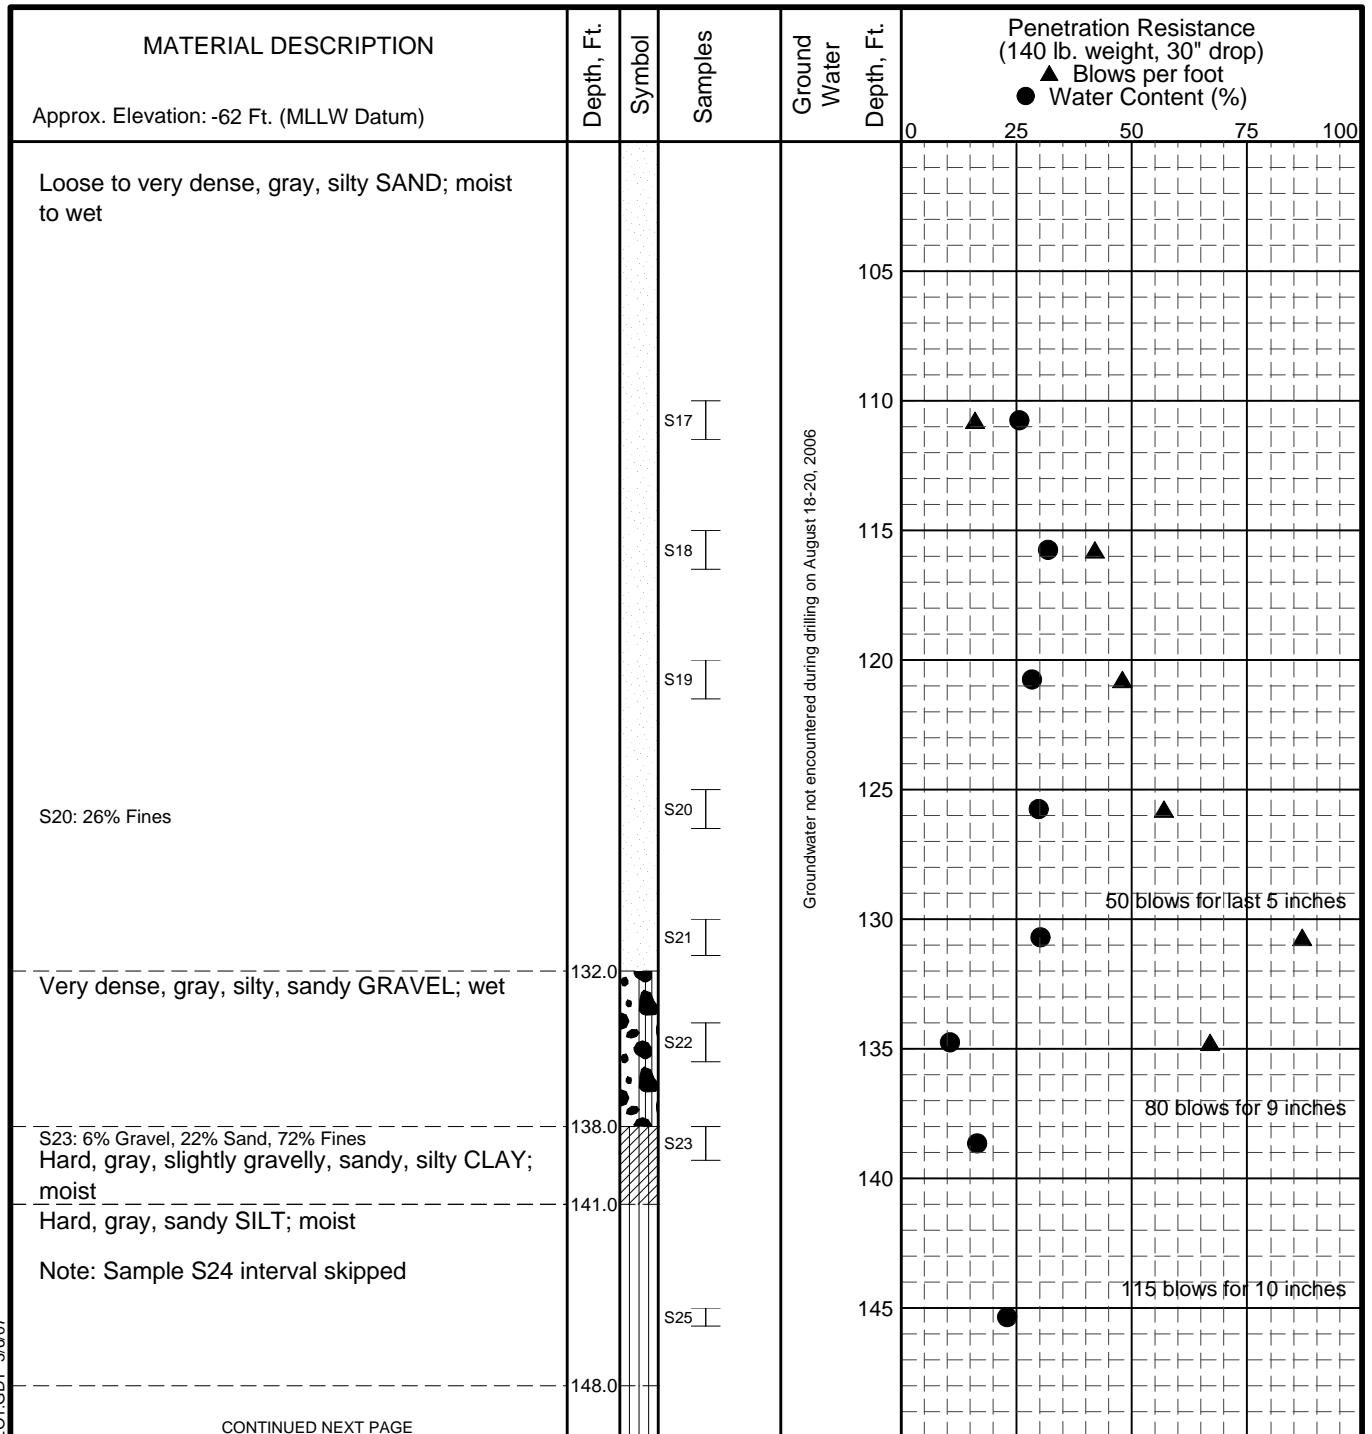 MATERIAL DESCRIPTION
Approx. Elevation: -62 Ft. (MLLW Datum)
Depth, Ft.
Symbol
Samples
Ground
Water
Depth, Ft.
Penetration Resistance
(140 lb. weight, 30" drop)
Blows per foot
Water Content (%)
0 25 50 75 100
Loose to very dense, gray, silty SAND; moist
to wet
105
110
S17
Groundwater not encountered during drilling on August 18-20, 2006
115
S18
120
S19
125
S20
S20: 26% Fines
50 blows for last 5 inches
130
S21
132.0
Very dense, gray, silty, sandy GRAVEL; wet
S22
135
80 blows for 9 inches
138.0
S23: 6% Gravel, 22% Sand, 72% Fines
S23
Hard, gray, slightly gravelly, sandy, silty CLAY;
moist
140
141.0
Hard, gray, sandy SILT; moist
Note: Sample S24 interval skipped
115 blows for 10 inches
145
S25
148.0
CONTINUED NEXT PAGE